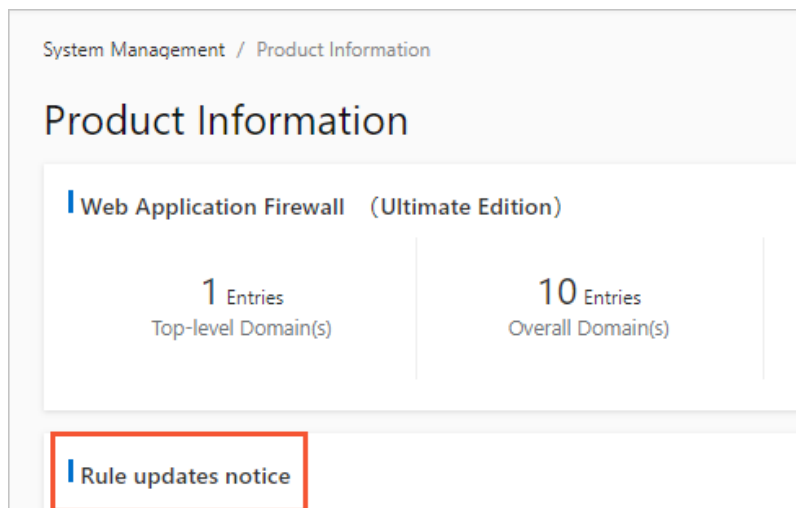 System Management / Product Information
Product Information
Web Application Firewall （Ultimate Edition）
1 Entries
Top-level Domain(s)
10 Entries
Overall Domain(s)
Rule updates notice